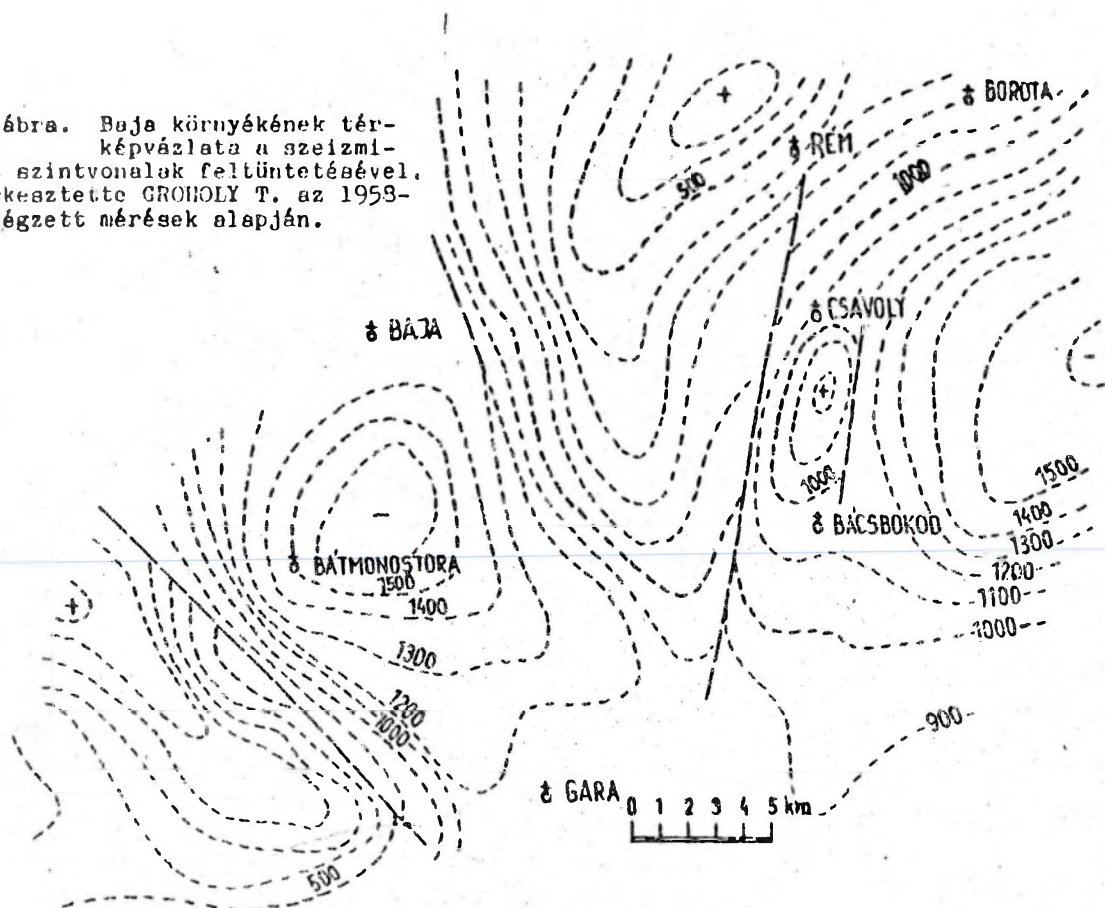 ábra. Baja környékének tér-
képvázlata a szeizmi-
szintvonalak feltüntetésével.
kesztette GROHOLY T. az 1958-
égzett mérések alapján.
+
BOROTA
RÉM
500
1000
CSÁVOLY
BAJA
-
+
1000
1500
-
BÁCSBOKOD
1400
1300
BÁTMONOSTORA
1500
1200
1400
1100
+
1000
1300
1200
1000
900
GARA
0 1 2 3 4 5 km
500